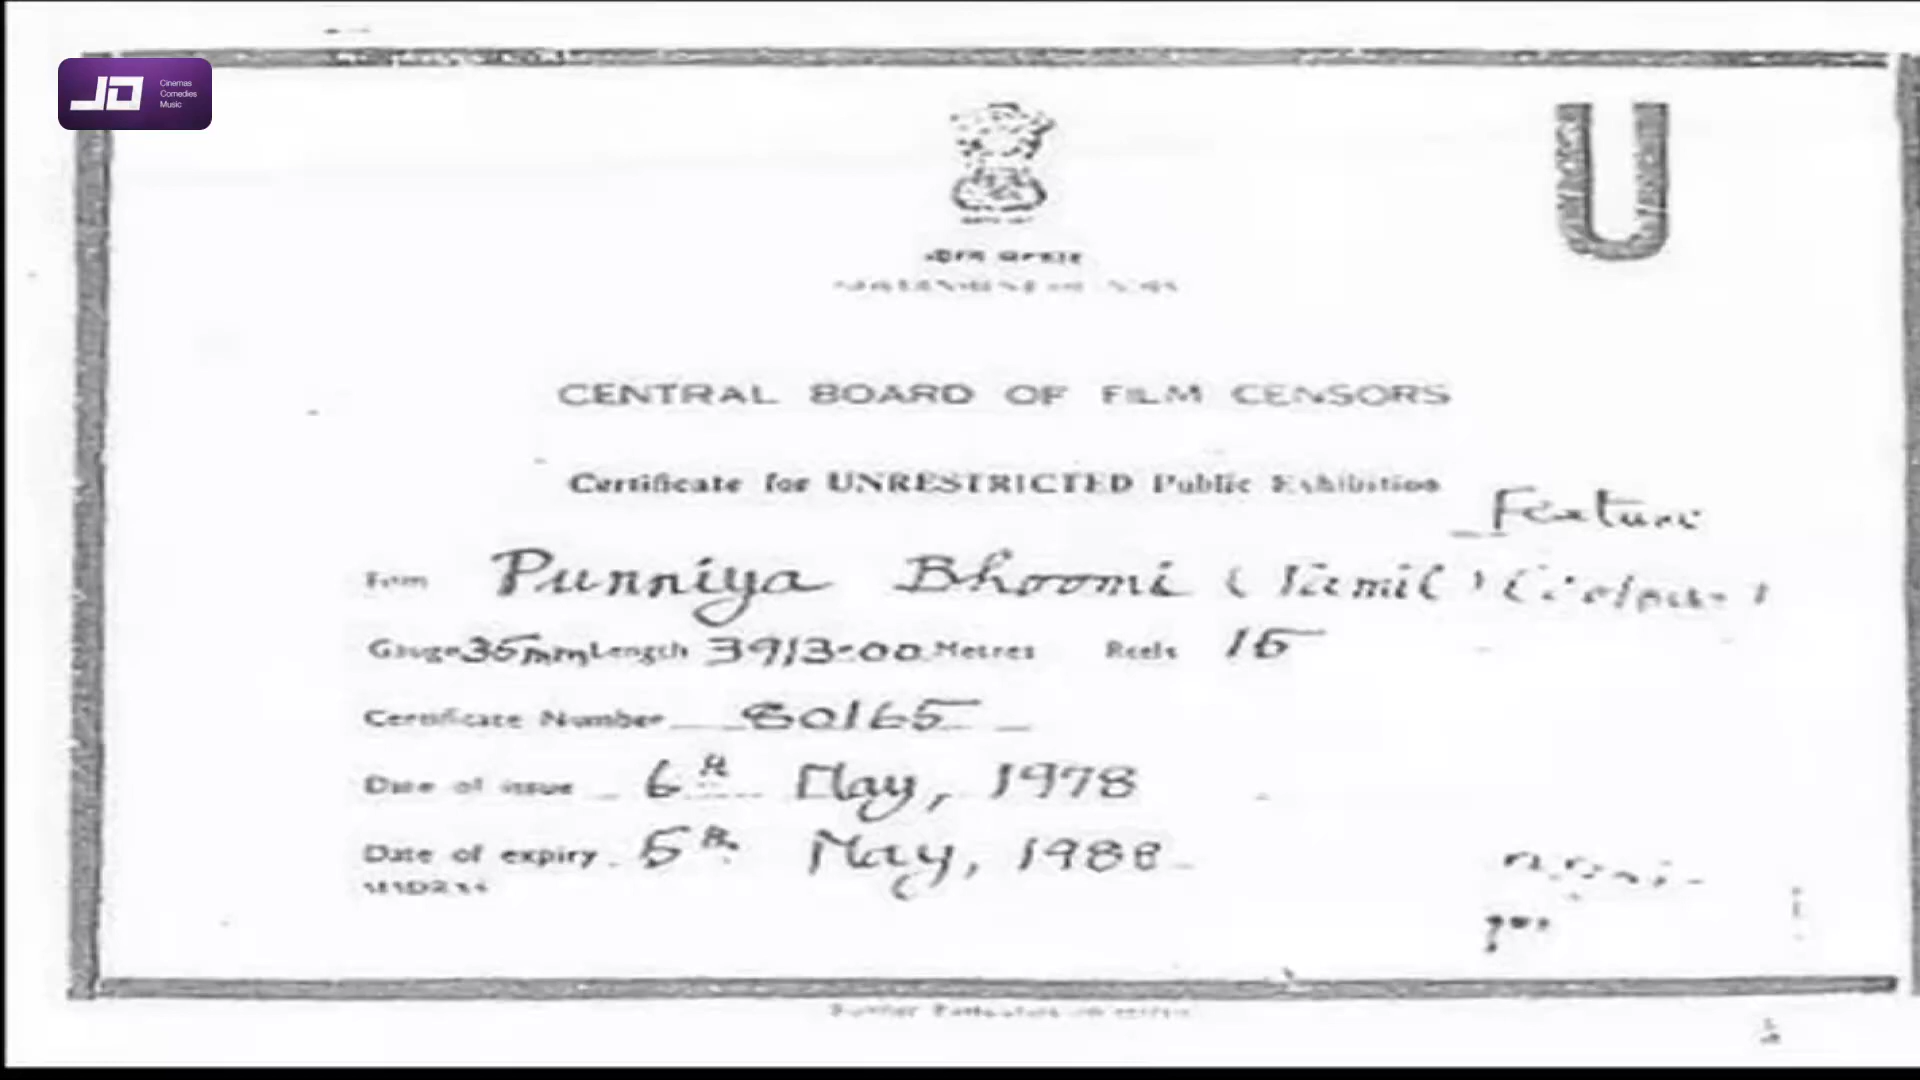 JD
Cinemas
Comedies
Music
U
CENTRAL BOARD OF FILM CENSORS
Certificate for UNRESTRICTED Public Exhibition
Feature
Film Punniya Bhoomi (Tamil)
Gauge 35mm Length 3913.00 Metres Reels 15
Certificate Number 80165
Date of issue 6th May, 1978
Date of expiry 5th May, 1988